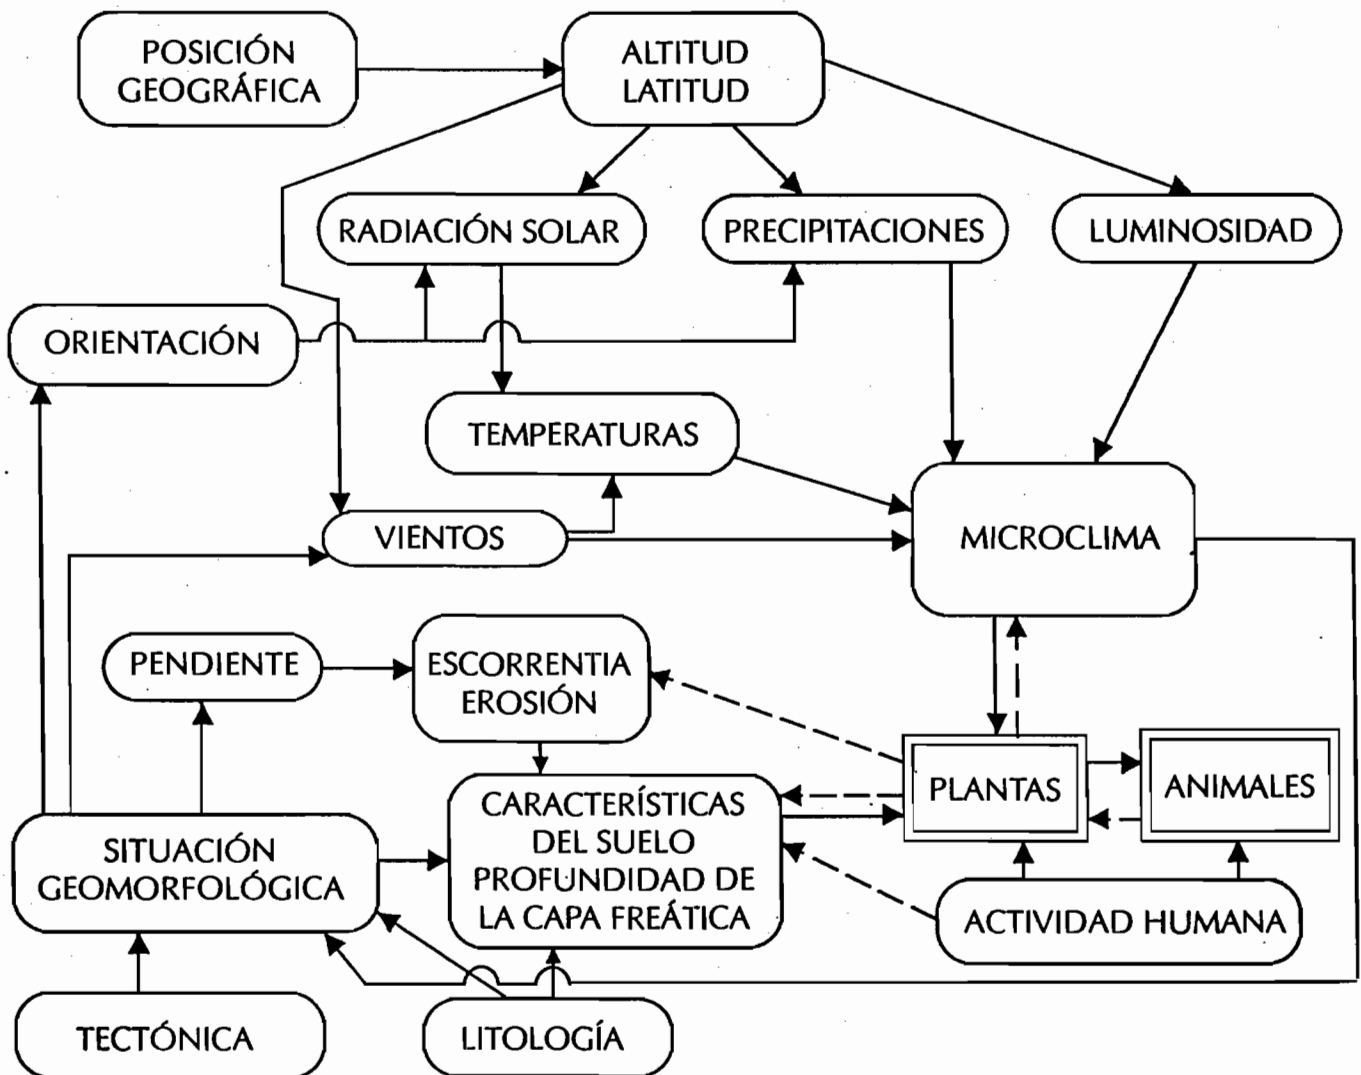 POSICIÓN
GEOGRÁFICA
ALTITUD
LATITUD
RADIACIÓN SOLAR
PRECIPITACIONES
LUMINOSIDAD
ORIENTACIÓN
TEMPERATURAS
VIENTOS
MICROCLIMA
PENDIENTE
ESCORRENTIA
EROSIÓN
PLANTAS
ANIMALES
SITUACIÓN
GEOMORFOLÓGICA
CARACTERÍSTICAS
DEL SUELO
PROFUNDIDAD DE
LA CAPA FREÁTICA
ACTIVIDAD HUMANA
TECTÓNICA
LITOLOGÍA